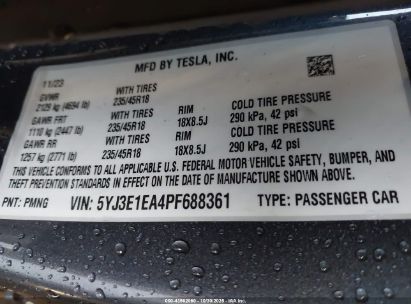 MFD BY TESLA, INC.
11/23
GVWR
2129 kg (4694 lb)
WITH TIRES
235/45R18
GAWR FRT
1110 kg (2447 lb)
WITH TIRES
235/45R18
RIM
18X8.5J
COLD TIRE PRESSURE
290 kPa, 42 psi
GAWR RR
1257 kg (2771 lb)
WITH TIRES
235/45R18
RIM
18X8.5J
COLD TIRE PRESSURE
290 kPa, 42 psi
THIS VEHICLE CONFORMS TO ALL APPLICABLE U.S. FEDERAL MOTOR VEHICLE SAFETY, BUMPER, AND
THEFT PREVENTION STANDARDS IN EFFECT ON THE DATE OF MANUFACTURE SHOWN ABOVE.
PNT: PMNG VIN: 5YJ3E1EA4PF688361 TYPE: PASSENGER CAR